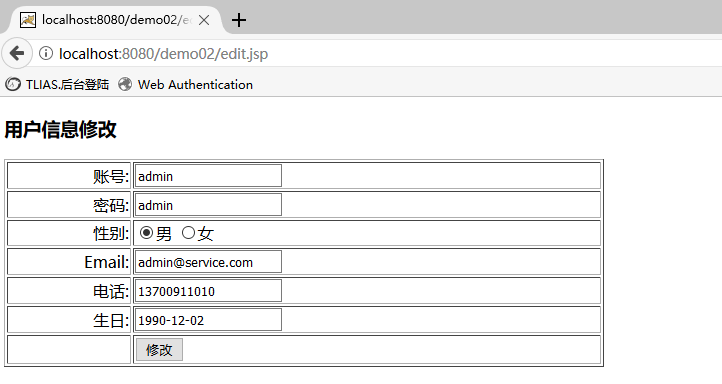 localhost:8080/demo02/e
localhost:8080/demo02/edit.jsp
TLIAS.后台登陆 Web Authentication
用户信息修改
账号: admin
密码: admin
性别: 男 女
Email: admin@service.com
电话: 13700911010
生日: 1990-12-02
修改